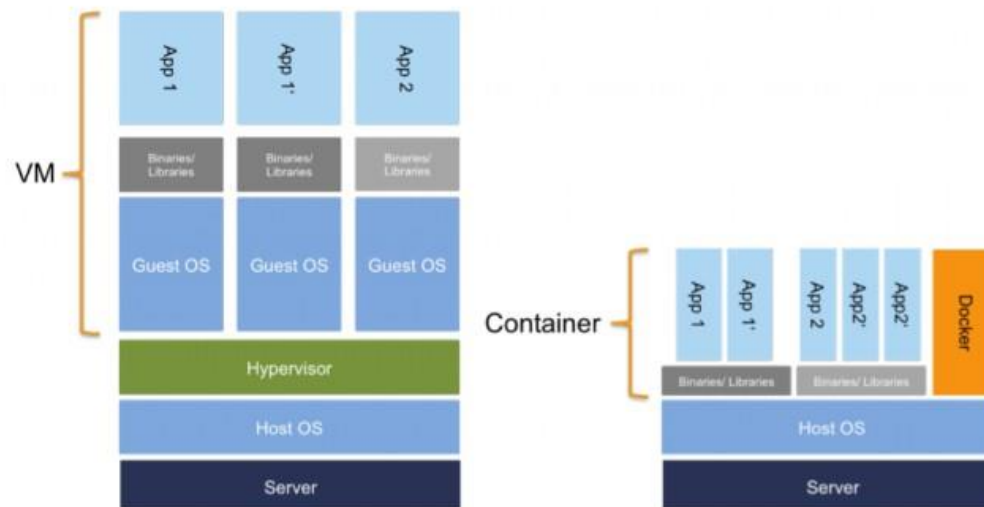 VM
App 1
App 1'
App 2
Binaries/
Libraries
Binaries/
Libraries
Binaries/
Libraries
Guest OS
Guest OS
Guest OS
Hypervisor
Host OS
Server
Container
App 1
App 1'
App 2
App2'
App2'
Docker
Binaries/ Libraries
Binaries/ Libraries
Host OS
Server